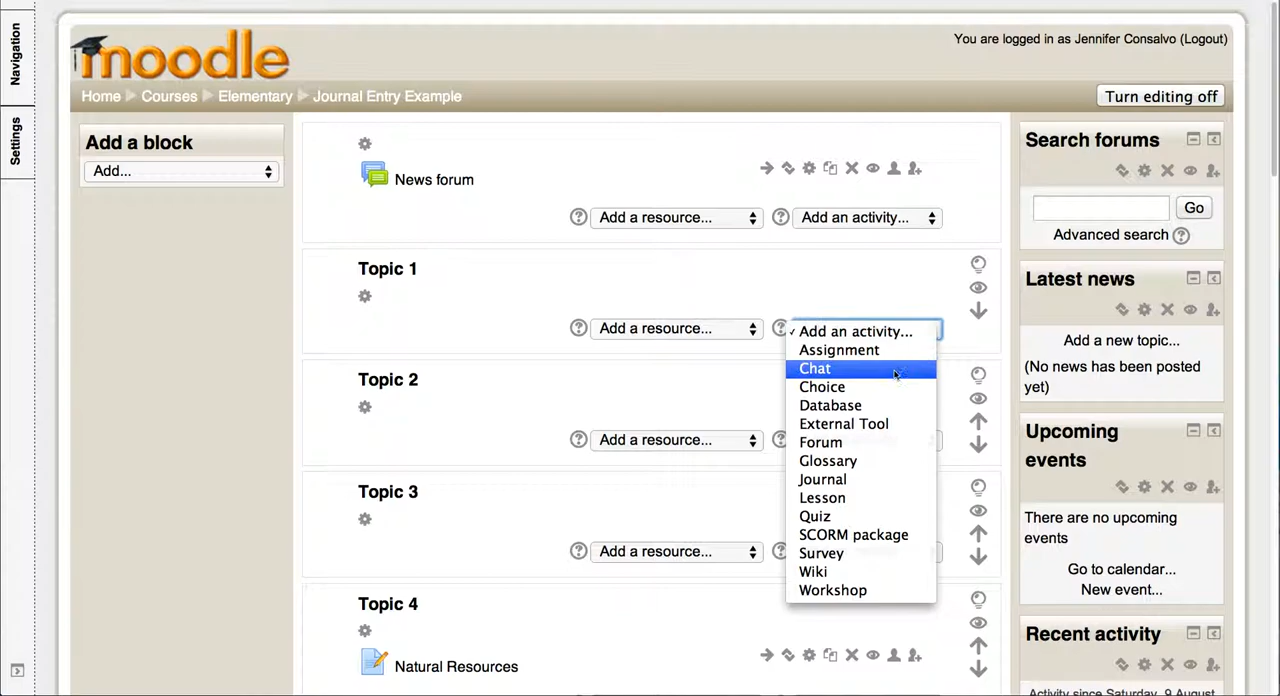 Navigation
Settings
moodle
You are logged in as Jennifer Consalvo (Logout)
Home Courses Elementary Journal Entry Example
Turn editing off
Add a block
Add...
News forum
Add a resource... Add an activity...
Topic 1
Add a resource...
✓ Add an activity...
Assignment
Chat
Choice
Database
External Tool
Forum
Glossary
Journal
Lesson
Quiz
SCORM package
Survey
Wiki
Workshop
Topic 2
Add a resource...
Topic 3
Add a resource...
Topic 4
Natural Resources
Search forums
Go
Advanced search
Latest news
Add a new topic...
(No news has been posted
yet)
Upcoming
events
There are no upcoming
events
Go to calendar...
New event...
Recent activity
Activity since Saturday, 9 August